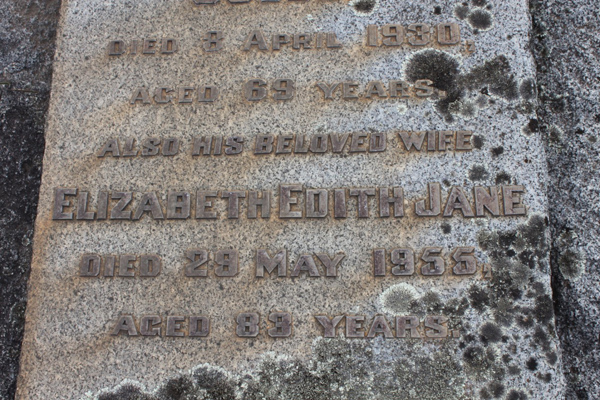 DIED 8 APRIL 1930,
AGED 69 YEARS.
ALSO HIS BELOVED WIFE
ELIZABETH EDITH JANE
DIED 29 MAY 1955,
AGED 83 YEARS.